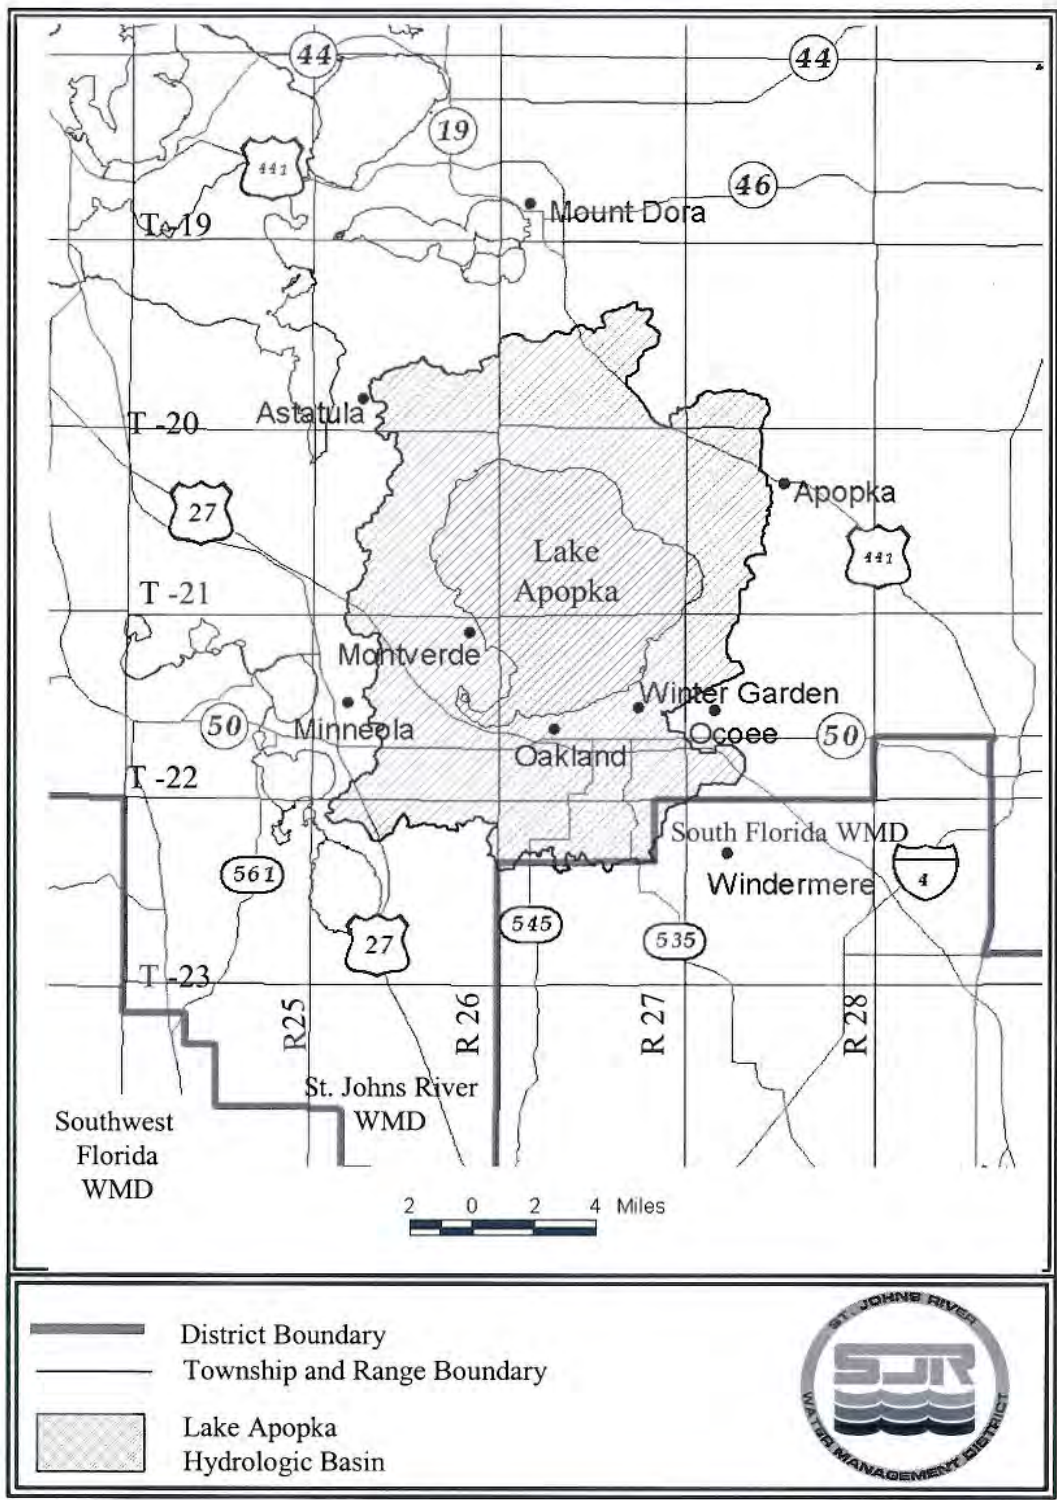 44
44
19
441
46
Mount Dora
T -19
Astatula
T -20
27
Apopka
441
Lake
Apopka
T -21
Montverde
Winter Garden
50
Minneola
Ocoee
50
Oakland
T -22
South Florida WMD
561
Windermere
4
545
27
535
T -23
R25
R 26
R 27
R 28
St. Johns River
WMD
Southwest
Florida
WMD
2 0 2 4 Miles
District Boundary
Township and Range Boundary
Lake Apopka
Hydrologic Basin
ST. JOHNS RIVER
SJR
WATER MANAGEMENT DISTRICT